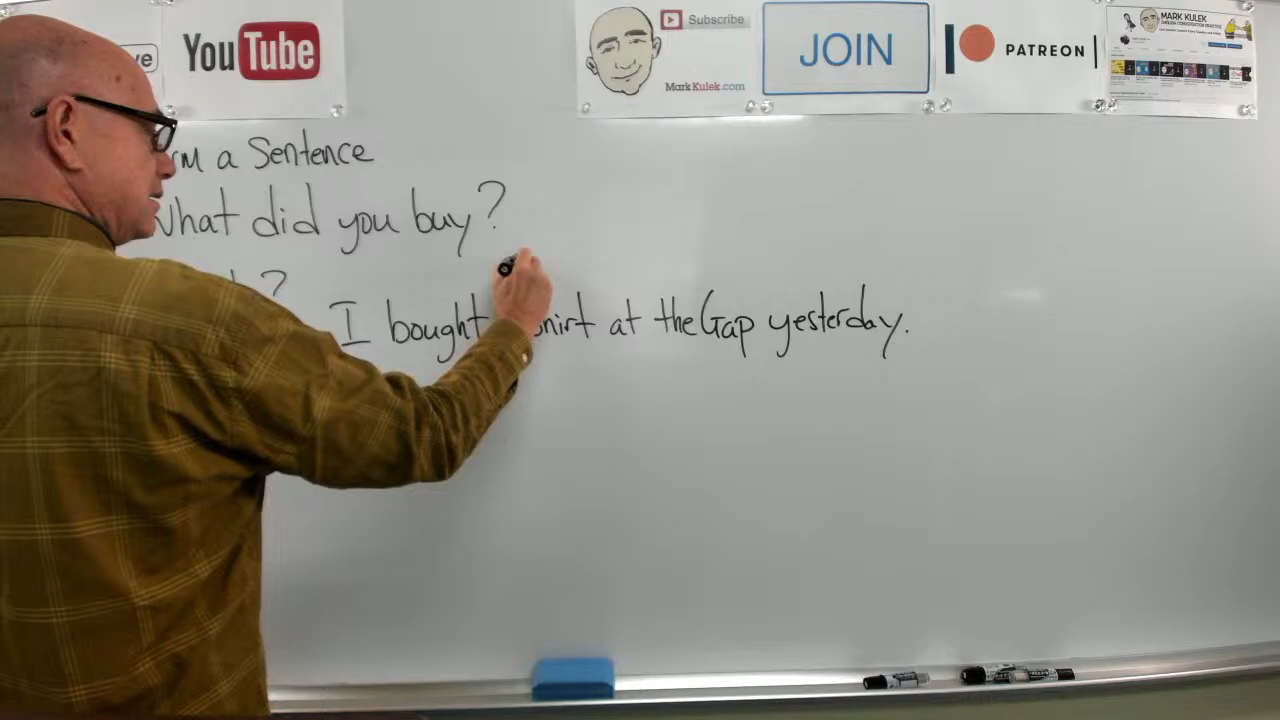 YouTube
Subscribe
MarkKulek.com
JOIN
PATREON
MARK KULEK
a Sentence
What did you buy?
?
I bought shirt at the Gap yesterday.